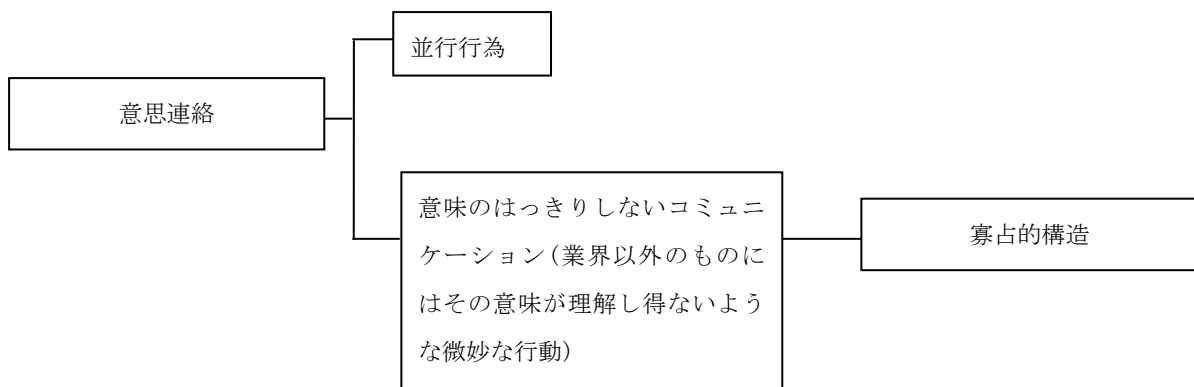 並行行為
意思連絡
意味のはっきりしないコミュニ
ケーション(業界以外のものに
はその意味が理解し得ないよう
な微妙な行動)
寡占的構造